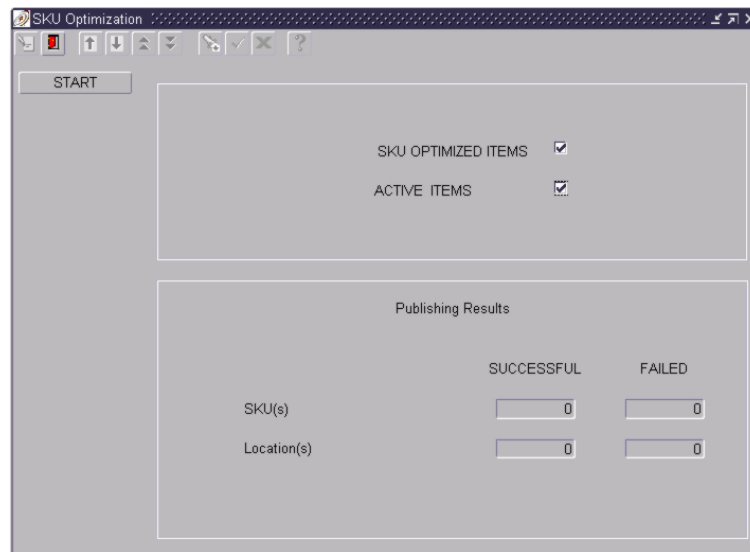 SKU Optimization
START
SKU OPTIMIZED ITEMS
ACTIVE ITEMS
Publishing Results
SUCCESSFUL FAILED
SKU(s) 0 0
Location(s) 0 0